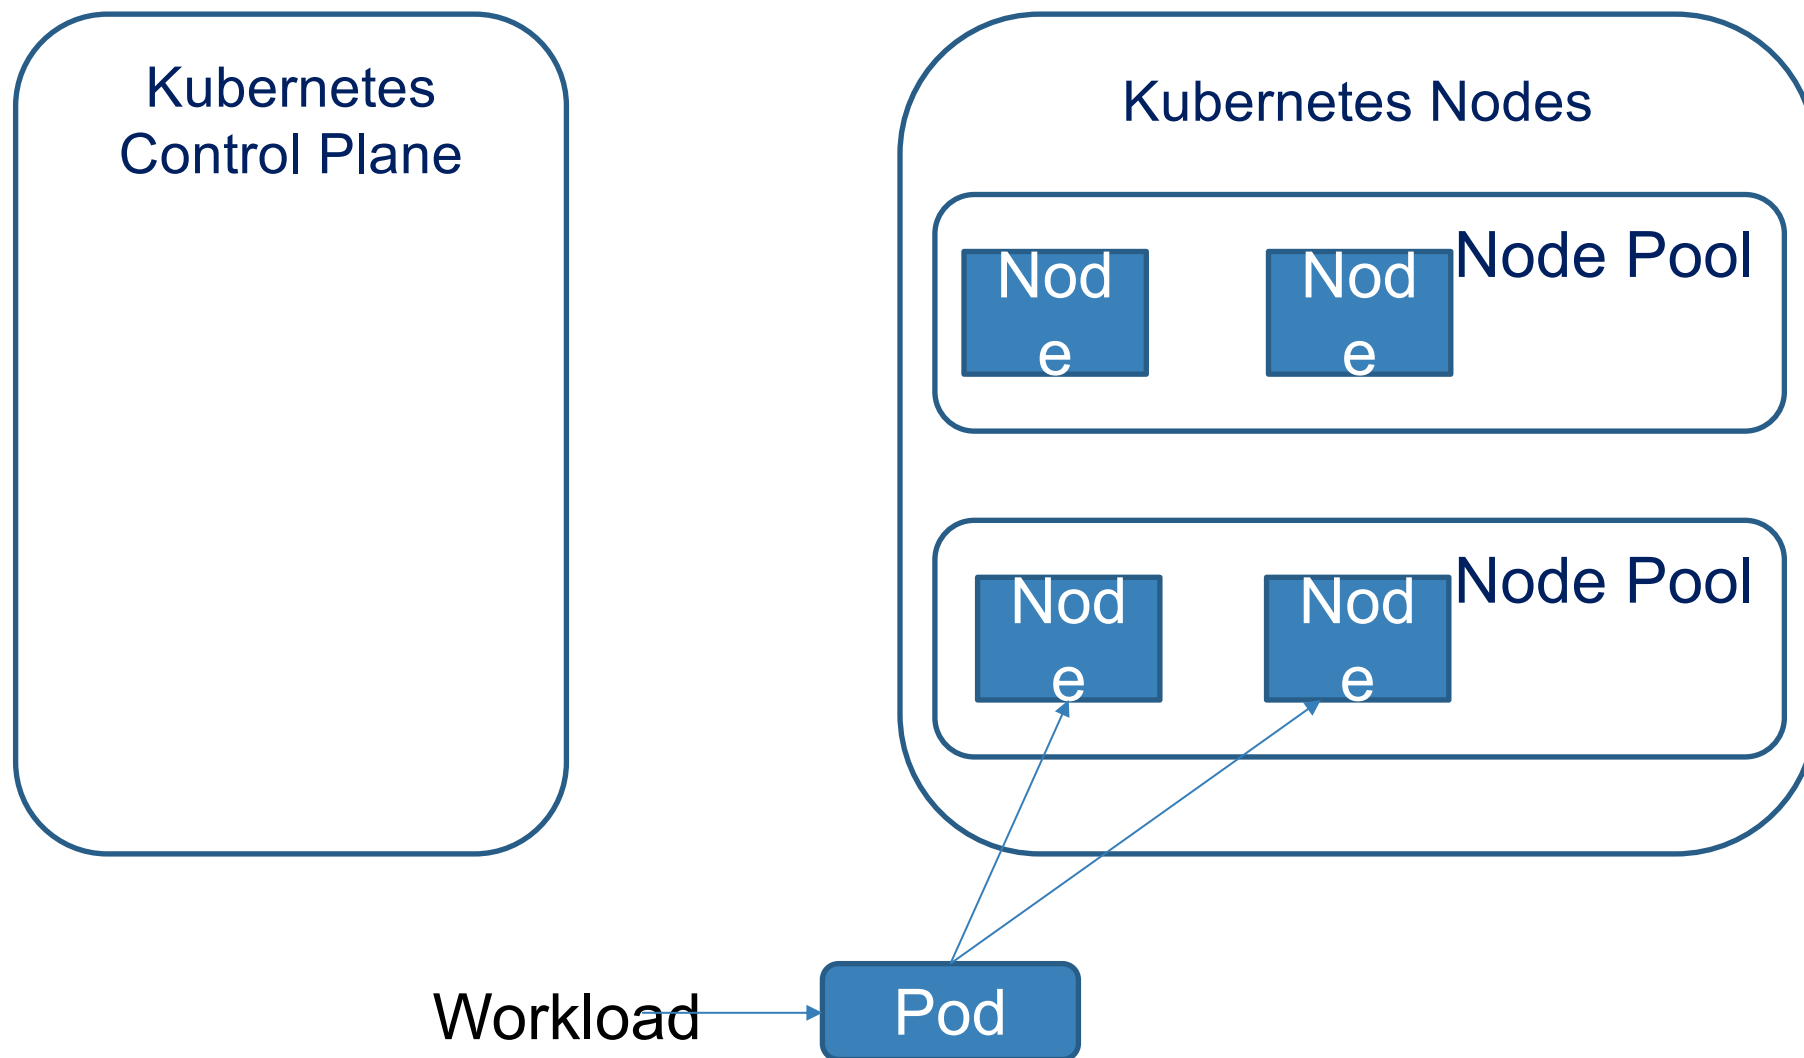 Kubernetes
Control Plane
Kubernetes Nodes
Node Pool
Nod
e
Nod
e
Node Pool
Nod
e
Nod
e
Workload
Pod